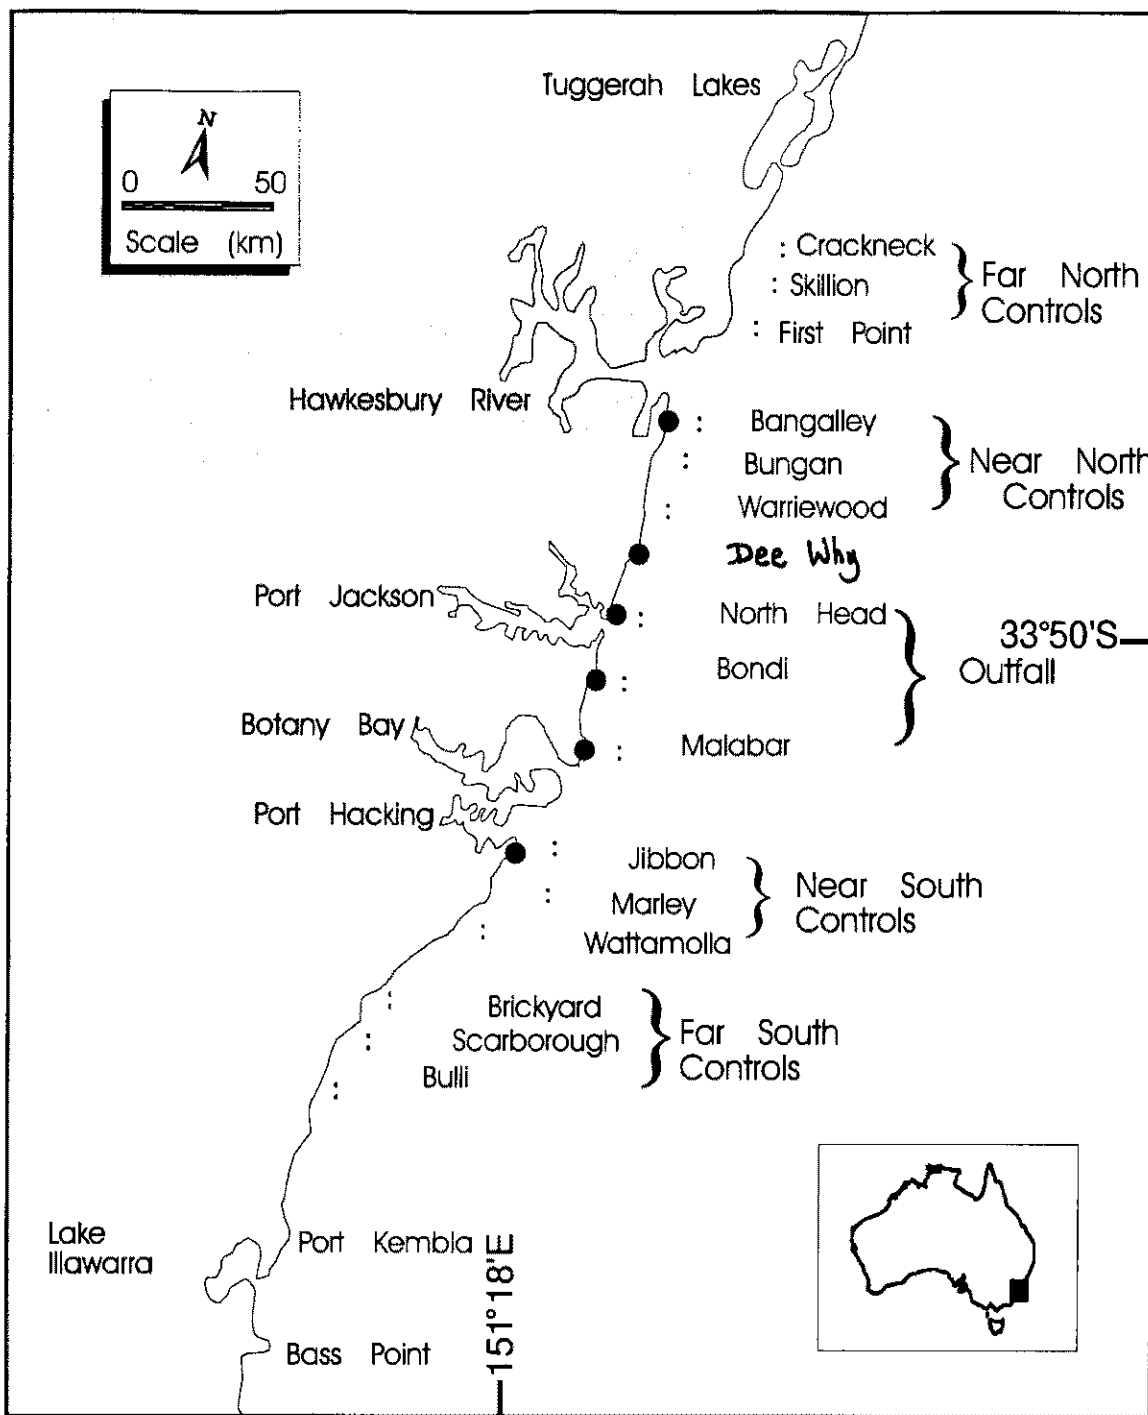 Tuggerah Lakes
N
0 50
Scale (km)
Crackneck
Skillion
First Point
Far North
Controls
Hawkesbury River
Bangalley
Bungan
Warriewood
Near North
Controls
Dee Why
Port Jackson
North Head
Bondi
Malabar
Outfall
33°50'S
Botany Bay
Port Hacking
Jibbon
Marley
Wattamolla
Near South
Controls
Brickyard
Scarborough
Bulli
Far South
Controls
Lake
Illawarra
Port Kembla
151°18'E
Bass Point